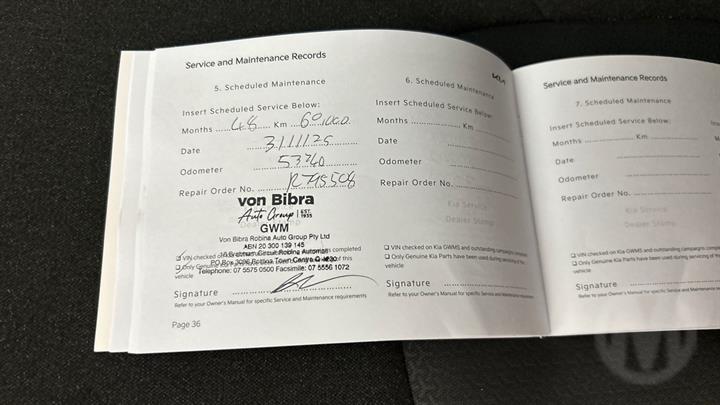 Service and Maintenance Records
5. Scheduled Maintenance
Insert Scheduled Service Below:
Months 48 Km 60,000
Date 3/11/25
Odometer 53740
Repair Order No. R795508
von Bibra
Auto Group EST. 1935
GWM
Von Bibra Robina Auto Group Pty Ltd
ABN 20 300 139 145
Telephone: 07 5575 0500 Facsimile: 07 5556 1072
vehicle
Signature
Refer to your Owner's Manual for specific Service and Maintenance requirements
Page 36
KIA
6. Scheduled Maintenance
Insert Scheduled Service Below:
Months Km
Date
Odometer
Repair Order No.
Kia Service
Dealer Stamp
❑ VIN checked on Kia GWMS and outstanding campaigns completed
❑ Only Genuine Kia Parts have been used during servicing of this
vehicle
Signature
Refer to your Owner's Manual for specific Service and Maintenance requirements
Service and Maintenance Records
7. Scheduled Maintenance
Insert Scheduled Service Below:
Months Km
Date
Odometer
Repair Order No.
Kia Service
Dealer Stamp
❑ VIN checked on Kia GWMS and outstanding campaigns completed
❑ Only Genuine Kia Parts have been used during servicing of this
vehicle
Signature
Refer to your Owner's Manual for specific Service and Maintenance requirements